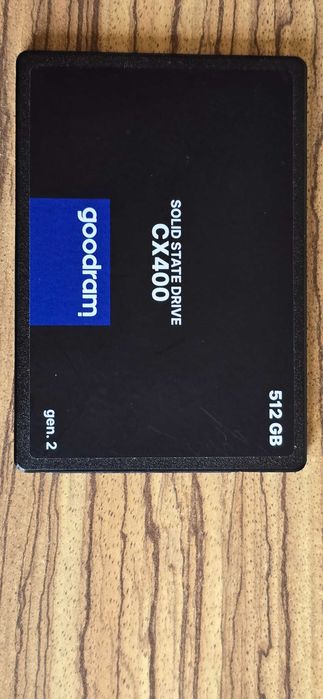 goodram
SOLID STATE DRIVE
CX400
gen. 2
512 GB